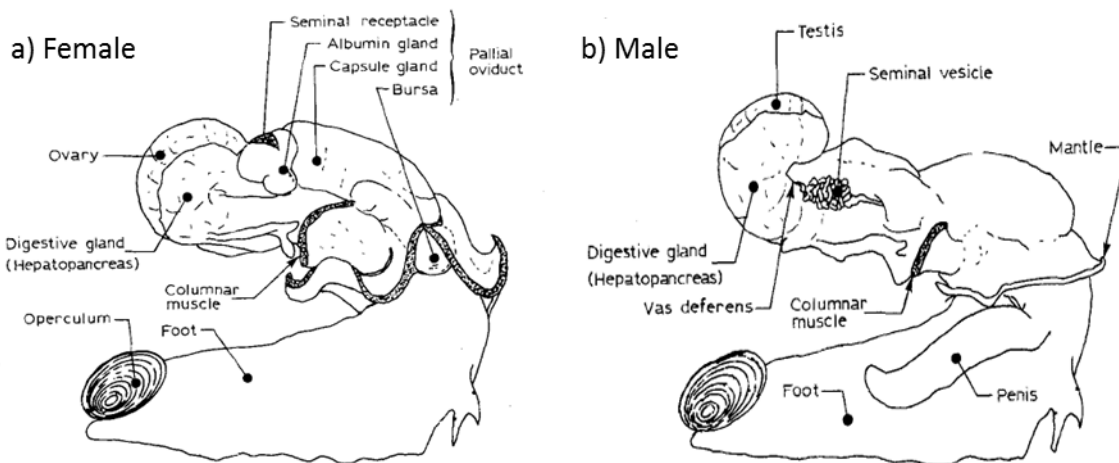 a) Female
Seminal receptacle
Albumin gland
Capsule gland
Bursa
Pallial
oviduct
Ovary
Digestive gland
(Hepatopancreas)
Columnar
muscle
Operculum
Foot
b) Male
Testis
Seminal vesicle
Mantle
Digestive gland
(Hepatopancreas)
Vas deferens
Columnar
muscle
Foot
Penis